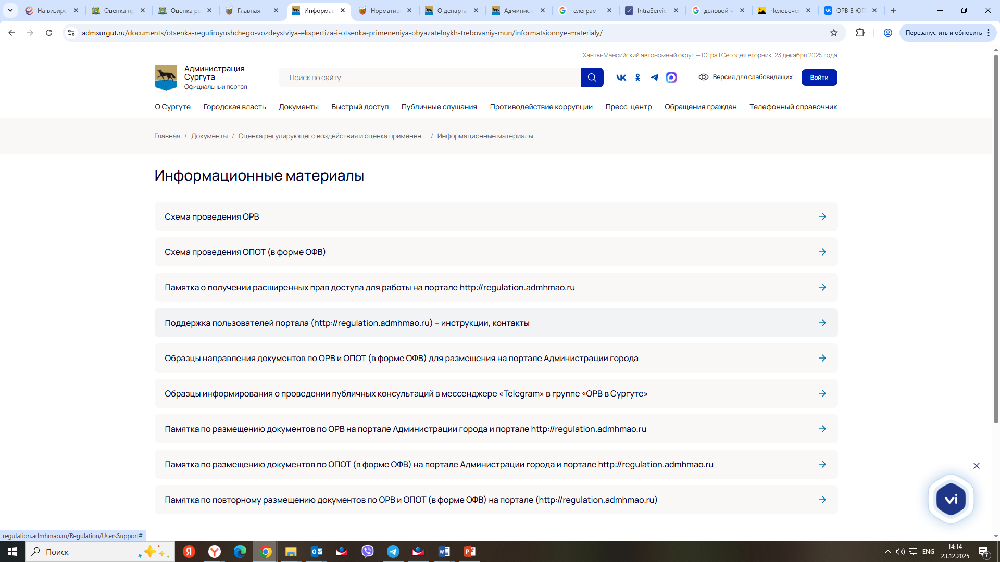 На визиро
Оценка пр
Оценка ре
Главная -
Информац
Норматив
О департа
Админист
телеграм
IntraServic
деловой ч
Человече
ОРВ В ЮГ
admsurgut.ru/documents/otsenka-reguliruyushchego-vozdeystviya-ekspertiza-i-otsenka-primeneniya-obyazatelnykh-trebovaniy-mun/informatsionnye-materialy/
Перезапустить и обновить
Ханты-Мансийский автономный округ — Югра | Сегодня вторник, 23 декабря 2025 года
Администрация
Сургута
Официальный портал
Поиск по сайту
Версия для слабовидящих
Войти
О Сургуте Городская власть Документы Быстрый доступ Публичные слушания Противодействие коррупции Пресс-центр Обращения граждан Телефонный справочник
Главная / Документы / Оценка регулирующего воздействия и оценка применен... / Информационные материалы
Информационные материалы
Схема проведения ОРВ
Схема проведения ОПОТ (в форме ОФВ)
Памятка о получении расширенных прав доступа для работы на портале http://regulation.admhmao.ru
Поддержка пользователей портала (http://regulation.admhmao.ru) – инструкции, контакты
Образцы направления документов по ОРВ и ОПОТ (в форме ОФВ) для размещения на портале Администрации города
Образцы информирования о проведении публичных консультаций в мессенджере «Telegram» в группе «ОРВ в Сургуте»
Памятка по размещению документов по ОРВ на портале Администрации города и портале http://regulation.admhmao.ru
Памятка по размещению документов по ОПОТ (в форме ОФВ) на портале Администрации города и портале http://regulation.admhmao.ru
Памятка по повторному размещению документов по ОРВ и ОПОТ (в форме ОФВ) на портале (http://regulation.admhmao.ru)
vi
regulation.admhmao.ru/Regulation/UsersSupport#
Поиск
ENG
14:14
23.12.2025
7